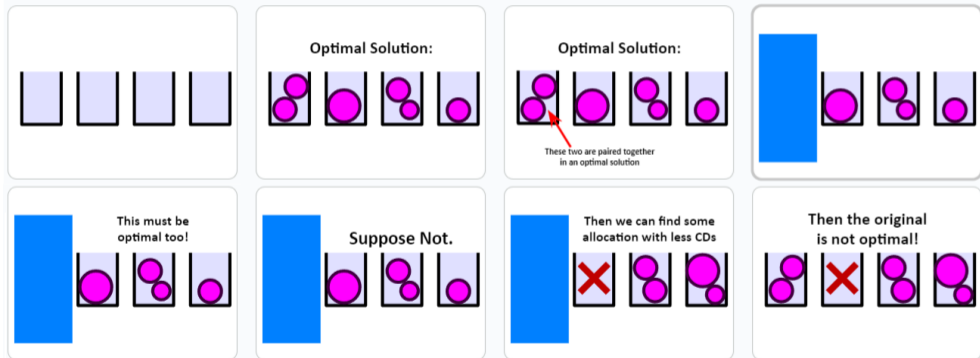 Optimal Solution:
Optimal Solution:
These two are paired together
in an optimal solution
This must be
optimal too!
Suppose Not.
Then we can find some
allocation with less CDs
Then the original
is not optimal!